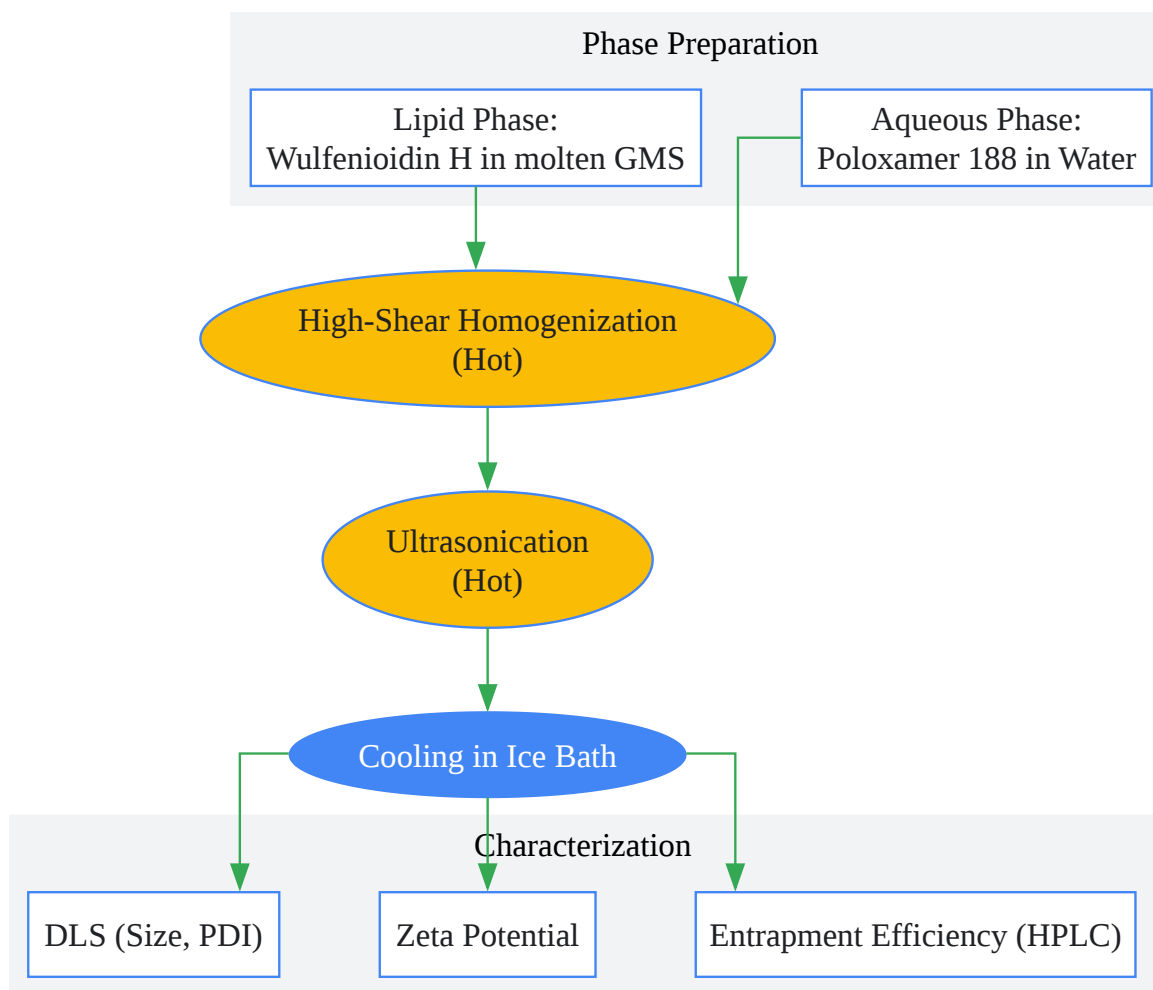 Phase Preparation
Lipid Phase:
Wulfenioidin H in molten GMS
Aqueous Phase:
Poloxamer 188 in Water
High-Shear Homogenization
(Hot)
Ultrasonication
(Hot)
Cooling in Ice Bath
Characterization
DLS (Size, PDI)
Zeta Potential
Entrapment Efficiency (HPLC)